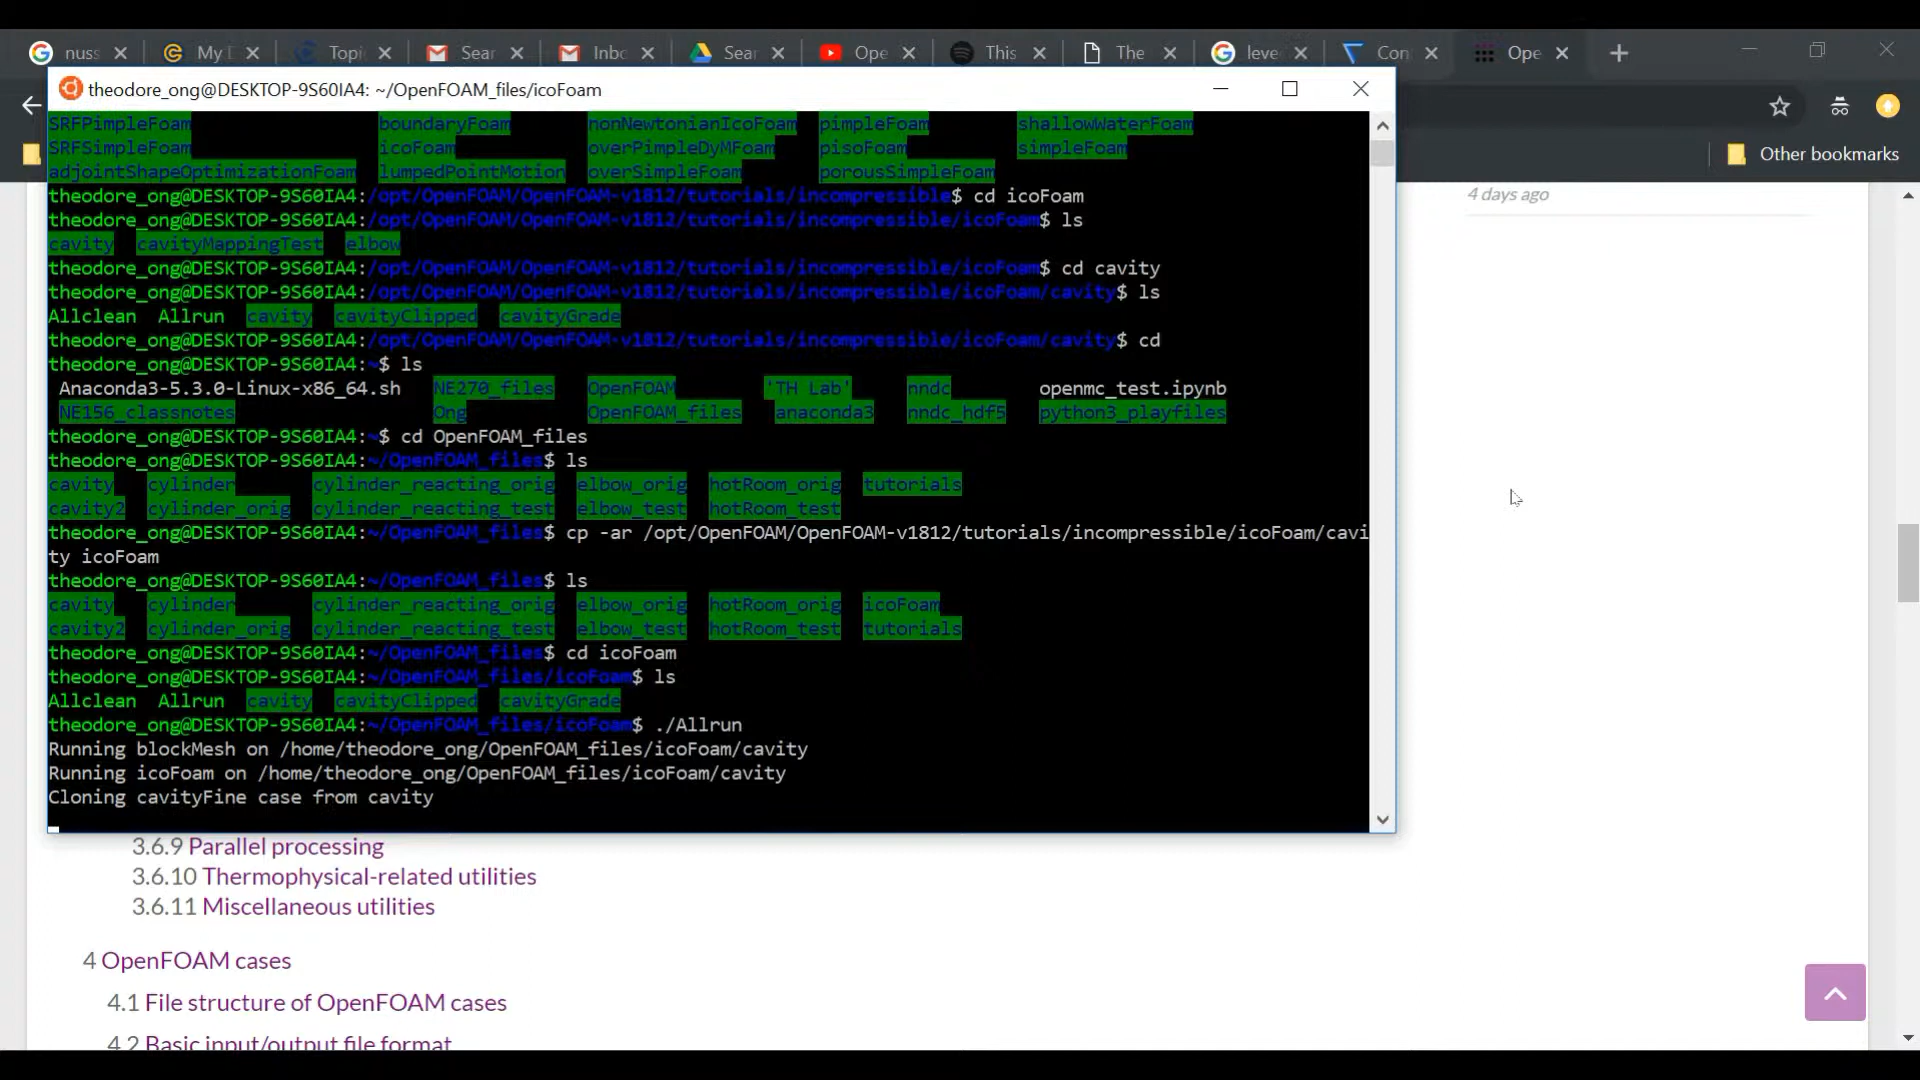 nuss
My D
Topi
Sear
Inbo
Sear
Ope
This
The
leve
Con
Ope
theodore_ong@DESKTOP-9S60IA4: ~/OpenFOAM_files/icoFoam
Other bookmarks
4 days ago
SRFPimpleFoam boundaryFoam nonNewtonianIcoFoam pimpleFoam shallowWaterFoam
SRFSimpleFoam icoFoam overPimpleDyMFoam pisoFoam simpleFoam
adjointShapeOptimizationFoam lumpedPointMotion overSimpleFoam porousSimpleFoam
theodore_ong@DESKTOP-9S60IA4:/opt/OpenFOAM/OpenFOAM-v1812/tutorials/incompressible$ cd icoFoam
theodore_ong@DESKTOP-9S60IA4:/opt/OpenFOAM/OpenFOAM-v1812/tutorials/incompressible/icoFoam$ ls
cavity cavityMappingTest elbow
theodore_ong@DESKTOP-9S60IA4:/opt/OpenFOAM/OpenFOAM-v1812/tutorials/incompressible/icoFoam$ cd cavity
theodore_ong@DESKTOP-9S60IA4:/opt/OpenFOAM/OpenFOAM-v1812/tutorials/incompressible/icoFoam/cavity$ ls
Allclean Allrun cavity cavityClipped cavityGrade
theodore_ong@DESKTOP-9S60IA4:/opt/OpenFOAM/OpenFOAM-v1812/tutorials/incompressible/icoFoam/cavity$ cd
theodore_ong@DESKTOP-9S60IA4:~$ ls
Anaconda3-5.3.0-Linux-x86_64.sh NE270_files OpenFOAM 'TH Lab' nndc openmc_test.ipynb
NE156_classnotes Ong OpenFOAM_files anaconda3 nndc_hdf5 python3_playfiles
theodore_ong@DESKTOP-9S60IA4:~$ cd OpenFOAM_files
theodore_ong@DESKTOP-9S60IA4:~/OpenFOAM_files$ ls
cavity cylinder cylinder_reacting_orig elbow_orig hotRoom_orig tutorials
cavity2 cylinder_orig cylinder_reacting_test elbow_test hotRoom_test
theodore_ong@DESKTOP-9S60IA4:~/OpenFOAM_files$ cp -ar /opt/OpenFOAM/OpenFOAM-v1812/tutorials/incompressible/icoFoam/cavi
ty icoFoam
theodore_ong@DESKTOP-9S60IA4:~/OpenFOAM_files$ ls
cavity cylinder cylinder_reacting_orig elbow_orig hotRoom_orig icoFoam
cavity2 cylinder_orig cylinder_reacting_test elbow_test hotRoom_test tutorials
theodore_ong@DESKTOP-9S60IA4:~/OpenFOAM_files$ cd icoFoam
theodore_ong@DESKTOP-9S60IA4:~/OpenFOAM_files/icoFoam$ ls
Allclean Allrun cavity cavityClipped cavityGrade
theodore_ong@DESKTOP-9S60IA4:~/OpenFOAM_files/icoFoam$ ./Allrun
Running blockMesh on /home/theodore_ong/OpenFOAM_files/icoFoam/cavity
Running icoFoam on /home/theodore_ong/OpenFOAM_files/icoFoam/cavity
Cloning cavityFine case from cavity
3.6.9 Parallel processing
3.6.10 Thermophysical-related utilities
3.6.11 Miscellaneous utilities
4 OpenFOAM cases
4.1 File structure of OpenFOAM cases
4.2 Basic input/output file format